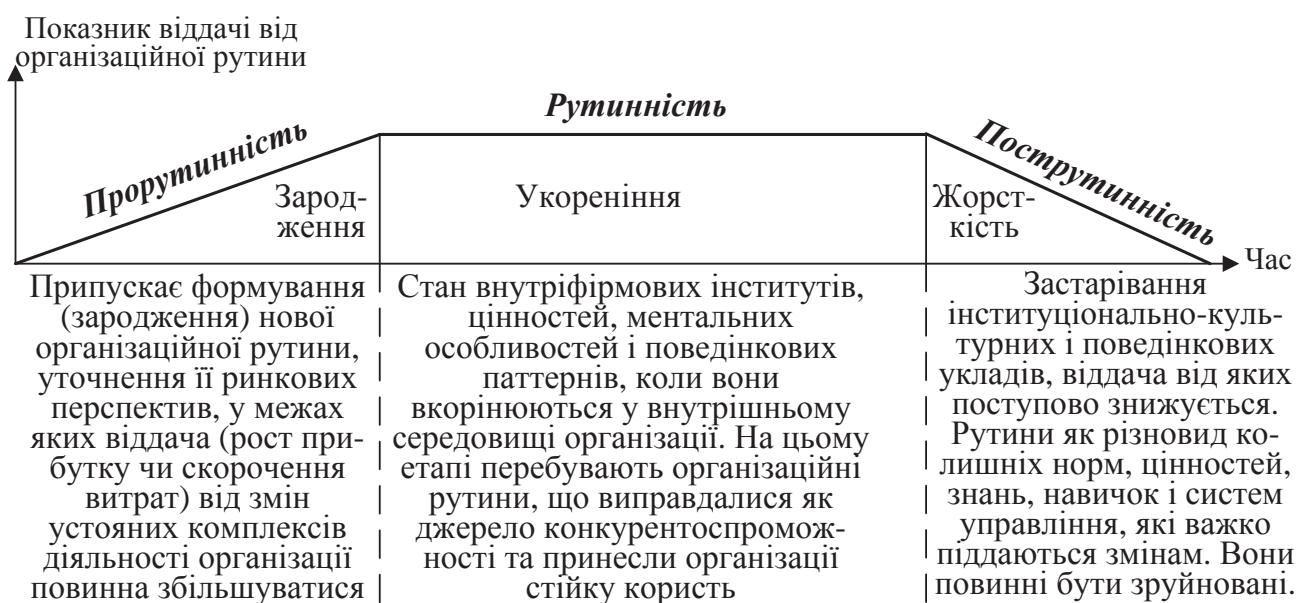 Показник віддачі від
організаційної рутини
Рутинність
Прорутинність
Пострутинність
Зарод-
ження
Укореніння
Жорст-
кість
Час
Припускає формування
(зародження) нової
організаційної рутини,
уточнення її ринкових
перспектив, у межах
яких віддача (рост при-
бутку чи скорочення
витрат) від змін
устояних комплексів
діяльності організації
повинна збільшуватися
Стан внутріфірмових інститутів,
цінностей, ментальних
особливостей і поведінкових
паттернів, коли вони
вкорінюються у внутрішньому
середовищі організації. На цьому
етапі перебувають організаційні
рутини, що виправдалися як
джерело конкурентоспромож-
ності та принесли організації
стійку користь
Застарівання
інституціонально-куль-
турних і поведінкових
укладів, віддача від яких
поступово знижується.
Рутини як різновид ко-
лишніх норм, цінностей,
знань, навичок і систем
управління, які важко
піддаються змінам. Вони
повинні бути зруйновані.